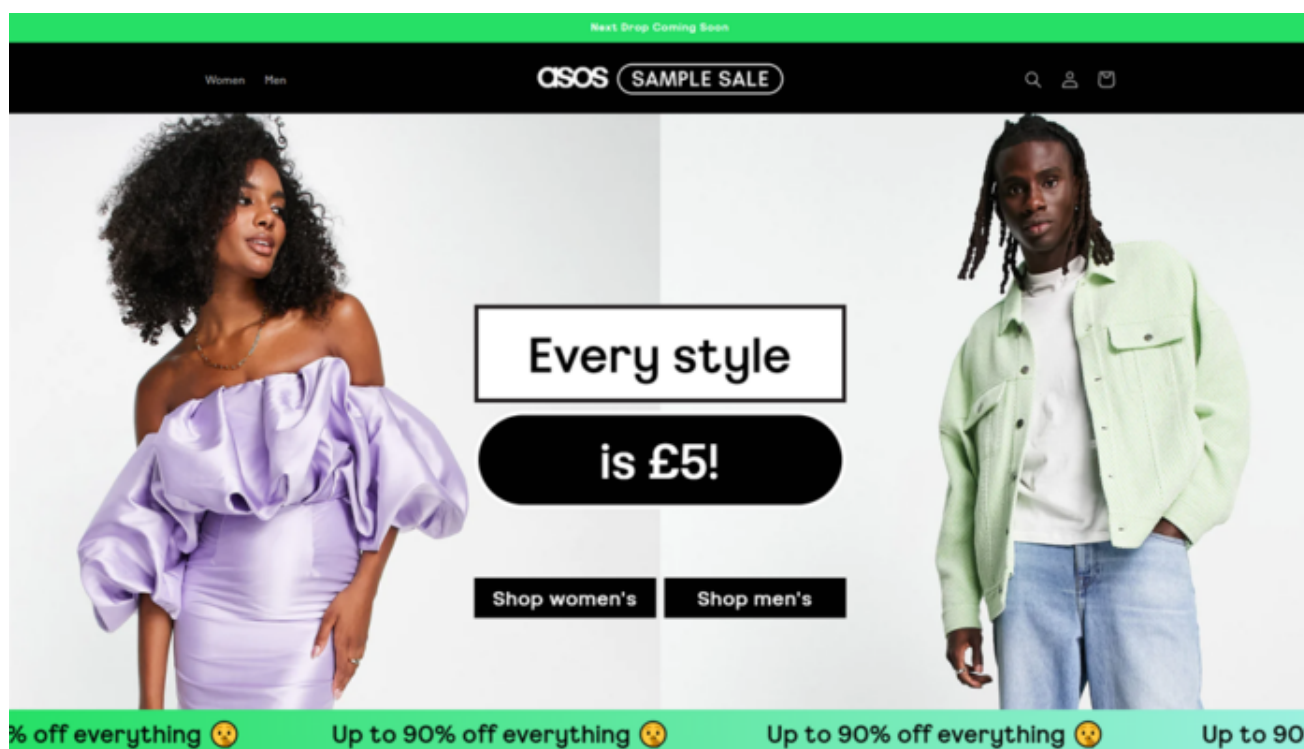 Next Drop Coming Soon
Women Men
asos SAMPLE SALE
Every style
is £5!
Shop women's Shop men's
% off everything 🫢 Up to 90% off everything 🫢 Up to 90% off everything 🫢 Up to 90